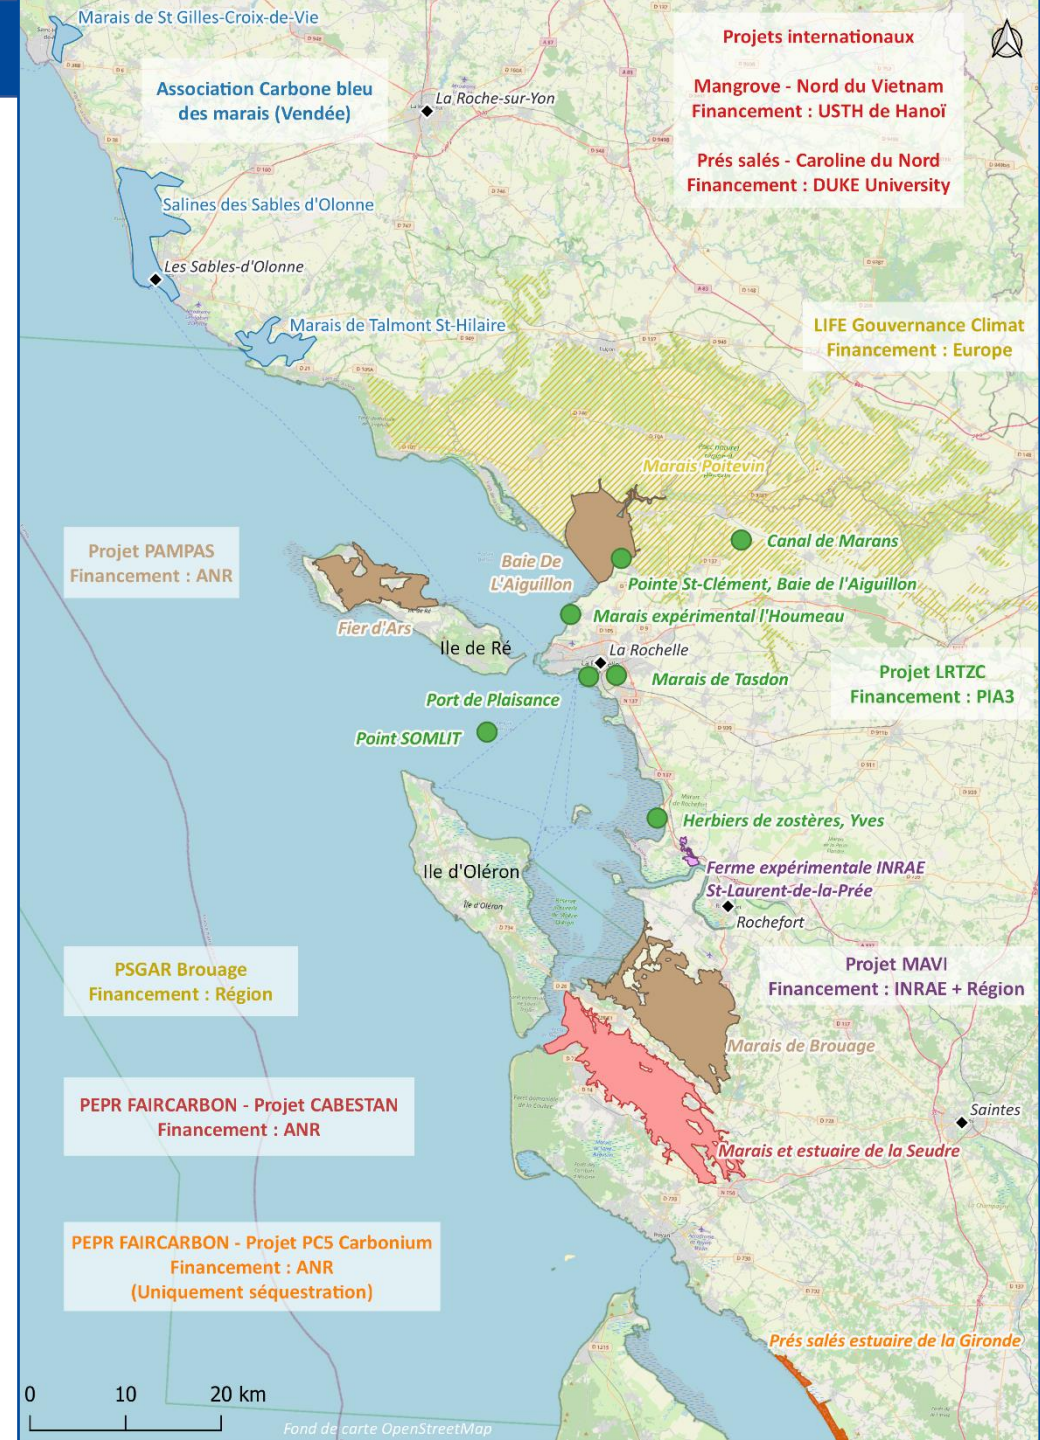 Marais de St Gilles-Croix-de-Vie
Projets internationaux
Mangrove - Nord du Vietnam
Financement : USTH de Hanoï
Prés salés - Caroline du Nord
Financement : DUKE University
Association Carbone bleu
des marais (Vendée)
La Roche-sur-Yon
Salines des Sables d'Olonne
Les Sables-d'Olonne
Marais de Talmont St-Hilaire
LIFE Gouvernance Climat
Financement : Europe
Marais Poitevin
Projet PAMPAS
Financement : ANR
Canal de Marans
Baie De
L'Aiguillon
Pointe St-Clément, Baie de l'Aiguillon
Marais expérimental l'Houmeau
Fier d'Ars
Ile de Ré
La Rochelle
Marais de Tasdon
Projet LRTZC
Financement : PIA3
Port de Plaisance
Point SOMLIT
Herbiers de zostères, Yves
Ile d'Oléron
Île d'Oléron
Ferme expérimentale INRAE
St-Laurent-de-la-Prée
Rochefort
PSGAR Brouage
Financement : Région
Projet MAVI
Financement : INRAE + Région
Marais de Brouage
PEPR FAIRCARBON - Projet CABESTAN
Financement : ANR
Saintes
Marais et estuaire de la Seudre
PEPR FAIRCARBON - Projet PC5 Carbonium
Financement : ANR
(Uniquement séquestration)
Prés salés estuaire de la Gironde
0 10 20 km
Fond de carte OpenStreetMap